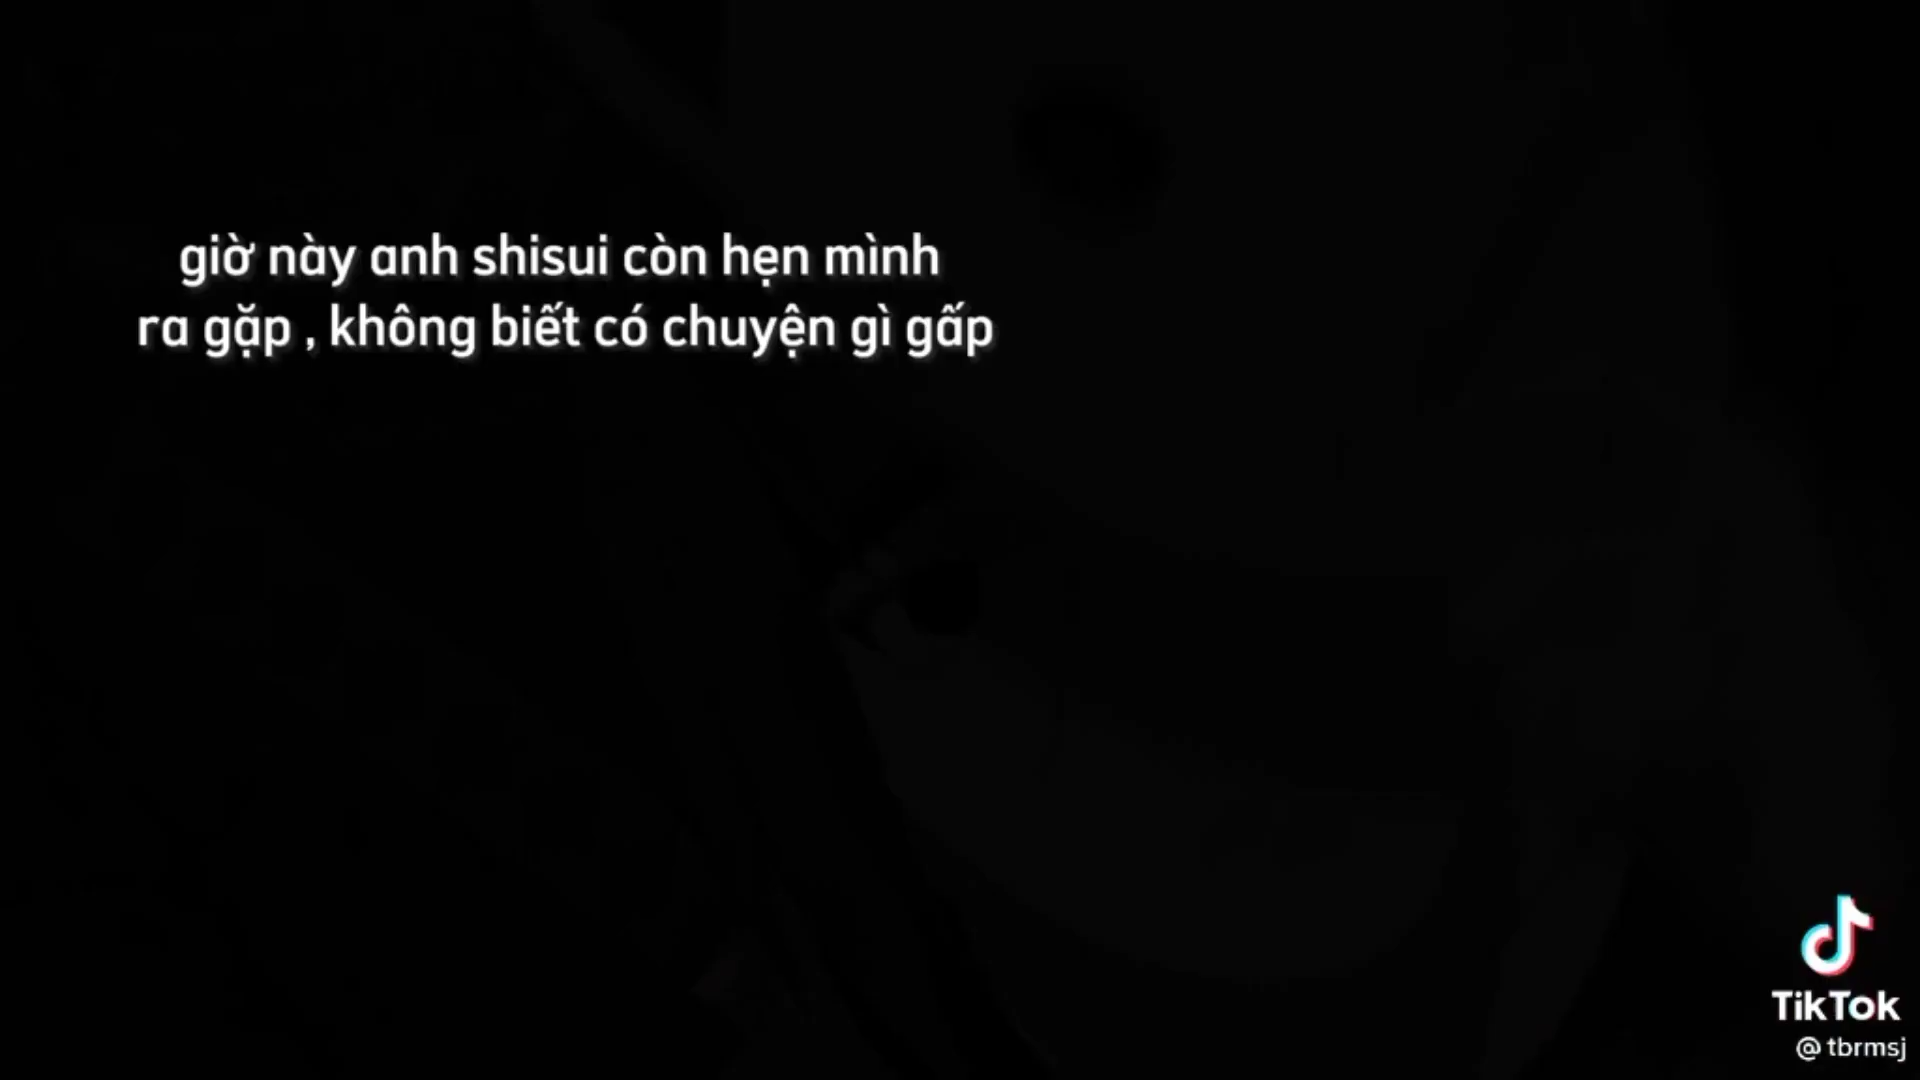 giờ này anh shisui còn hẹn mình
ra gặp , không biết có chuyện gì gấp
TikTok
@tbrmsj